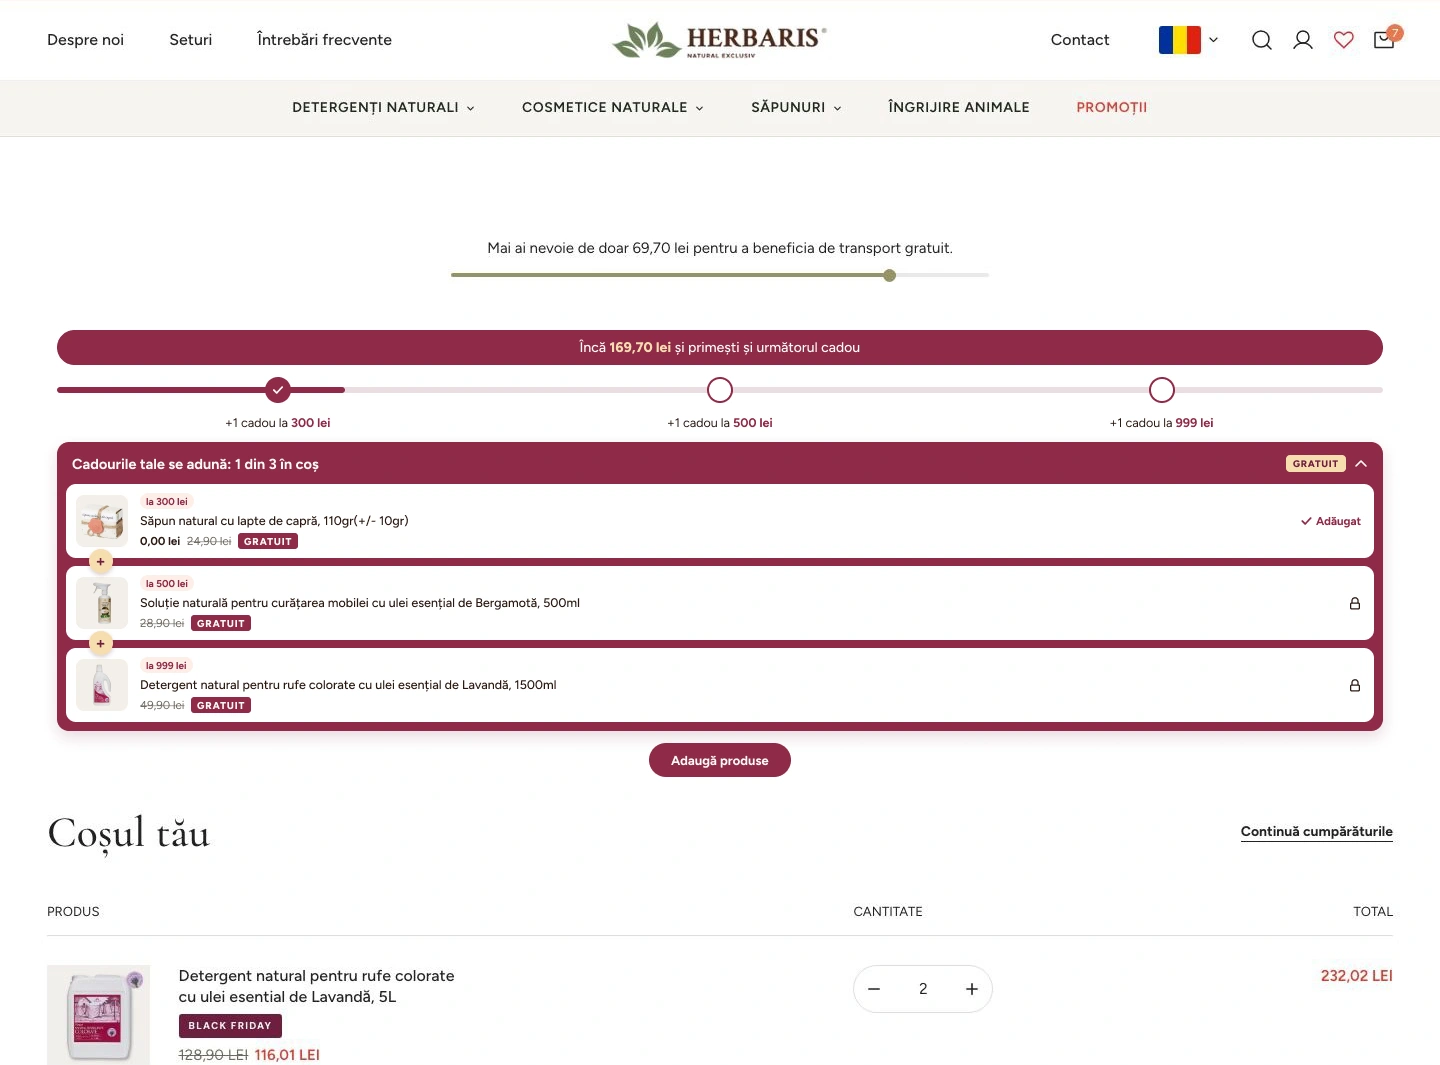 Despre noi
Seturi
Întrebări frecvente
HERBARIS®
NATURAL EXCLUSIV
Contact
7
DETERGENȚI NATURALI
COSMETICE NATURALE
SĂPUNURI
ÎNGRIJIRE ANIMALE
PROMOȚII
Mai ai nevoie de doar 69,70 lei pentru a beneficia de transport gratuit.
Încă 169,70 lei și primești și următorul cadou
+1 cadou la 300 lei
+1 cadou la 500 lei
+1 cadou la 999 lei
Cadourile tale se adună: 1 din 3 în coș
GRATUIT
la 300 lei
Săpun natural cu lapte de capră, 110gr(+/- 10gr)
0,00 lei 24,90 lei GRATUIT
Adăugat
+
la 500 lei
Soluție naturală pentru curățarea mobilei cu ulei esențial de Bergamotă, 500ml
28,90 lei GRATUIT
+
la 999 lei
Detergent natural pentru rufe colorate cu ulei esențial de Lavandă, 1500ml
49,90 lei GRATUIT
Adaugă produse
Coșul tău
Continuă cumpărăturile
PRODUS
CANTITATE
TOTAL
Detergent natural pentru rufe colorate
cu ulei esential de Lavandă, 5L
BLACK FRIDAY
128,90 LEI 116,01 LEI
− 2 +
232,02 LEI